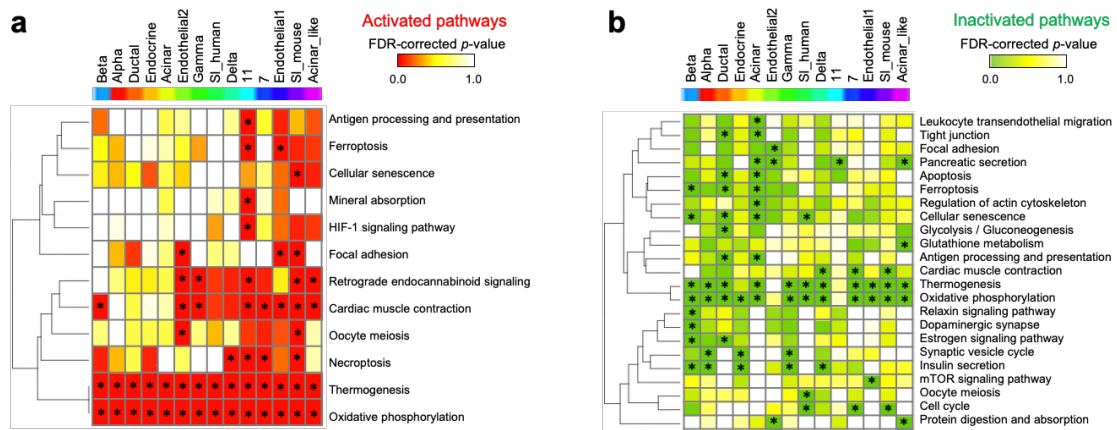 a
Beta
Alpha
Ductal
Endocrine
Acinar
Endothelial2
Gamma
SI_human
Delta
11
7
Endothelial1
SI_mouse
Acinar_like
Activated pathways
FDR-corrected p-value
0.0 1.0
Antigen processing and presentation
Ferroptosis
Cellular senescence
Mineral absorption
HIF-1 signaling pathway
Focal adhesion
Retrograde endocannabinoid signaling
Cardiac muscle contraction
Oocyte meiosis
Necroptosis
Thermogenesis
Oxidative phosphorylation
b
Beta
Alpha
Ductal
Endocrine
Acinar
Endothelial2
Gamma
SI_human
Delta
11
7
Endothelial1
SI_mouse
Acinar_like
Inactivated pathways
FDR-corrected p-value
0.0 1.0
Leukocyte transendothelial migration
Tight junction
Focal adhesion
Pancreatic secretion
Apoptosis
Ferroptosis
Regulation of actin cytoskeleton
Cellular senescence
Glycolysis / Gluconeogenesis
Glutathione metabolism
Antigen processing and presentation
Cardiac muscle contraction
Thermogenesis
Oxidative phosphorylation
Relaxin signaling pathway
Dopaminergic synapse
Estrogen signaling pathway
Synaptic vesicle cycle
Insulin secretion
mTOR signaling pathway
Oocyte meiosis
Cell cycle
Protein digestion and absorption